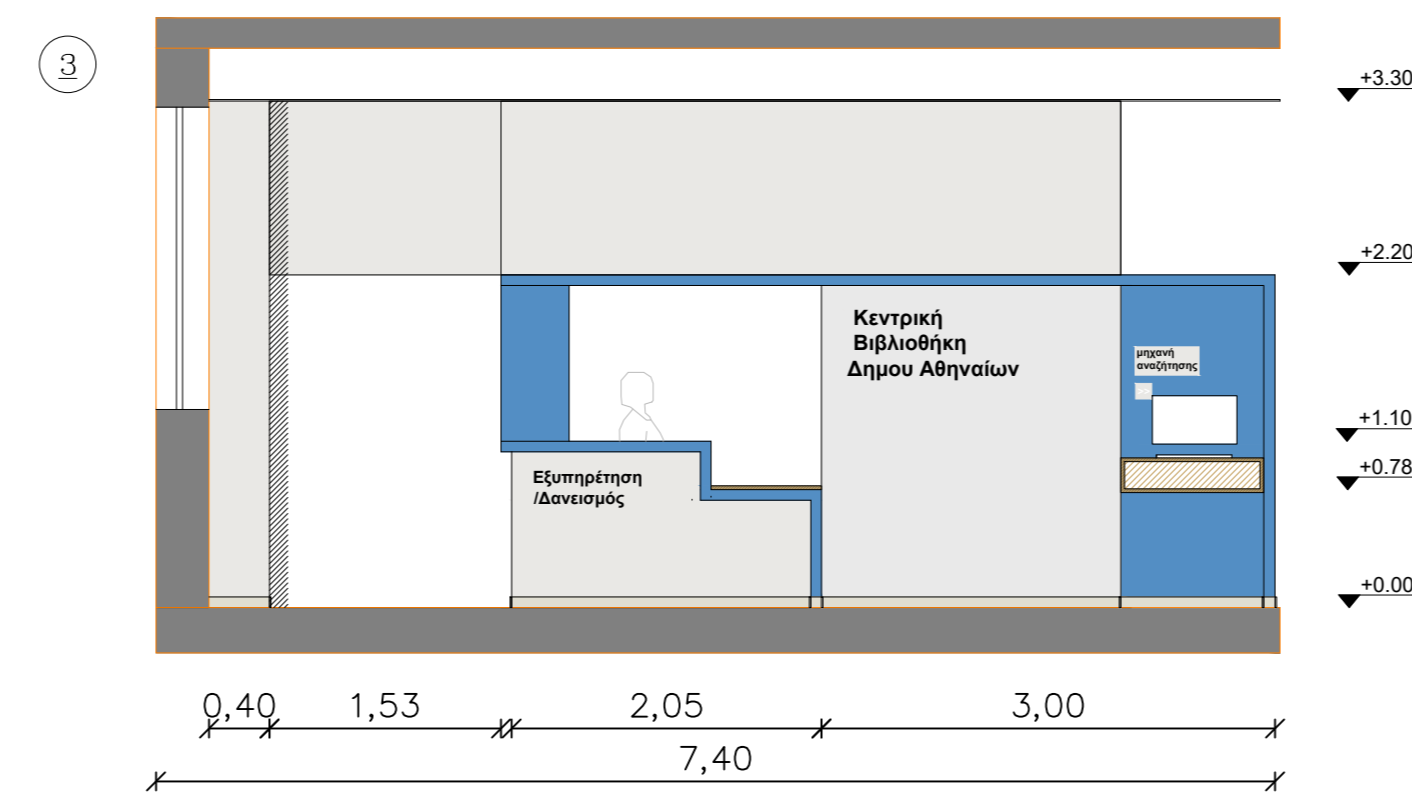 3
+3.30
+2.20
Κεντρική
Βιβλιοθήκη
Δημου Αθηναίων
μηχανή
αναζήτησης
>>
+1.10
+0.78
Εξυπηρέτηση
/Δανεισμός
+0.00
0,40 1,53 2,05 3,00
7,40